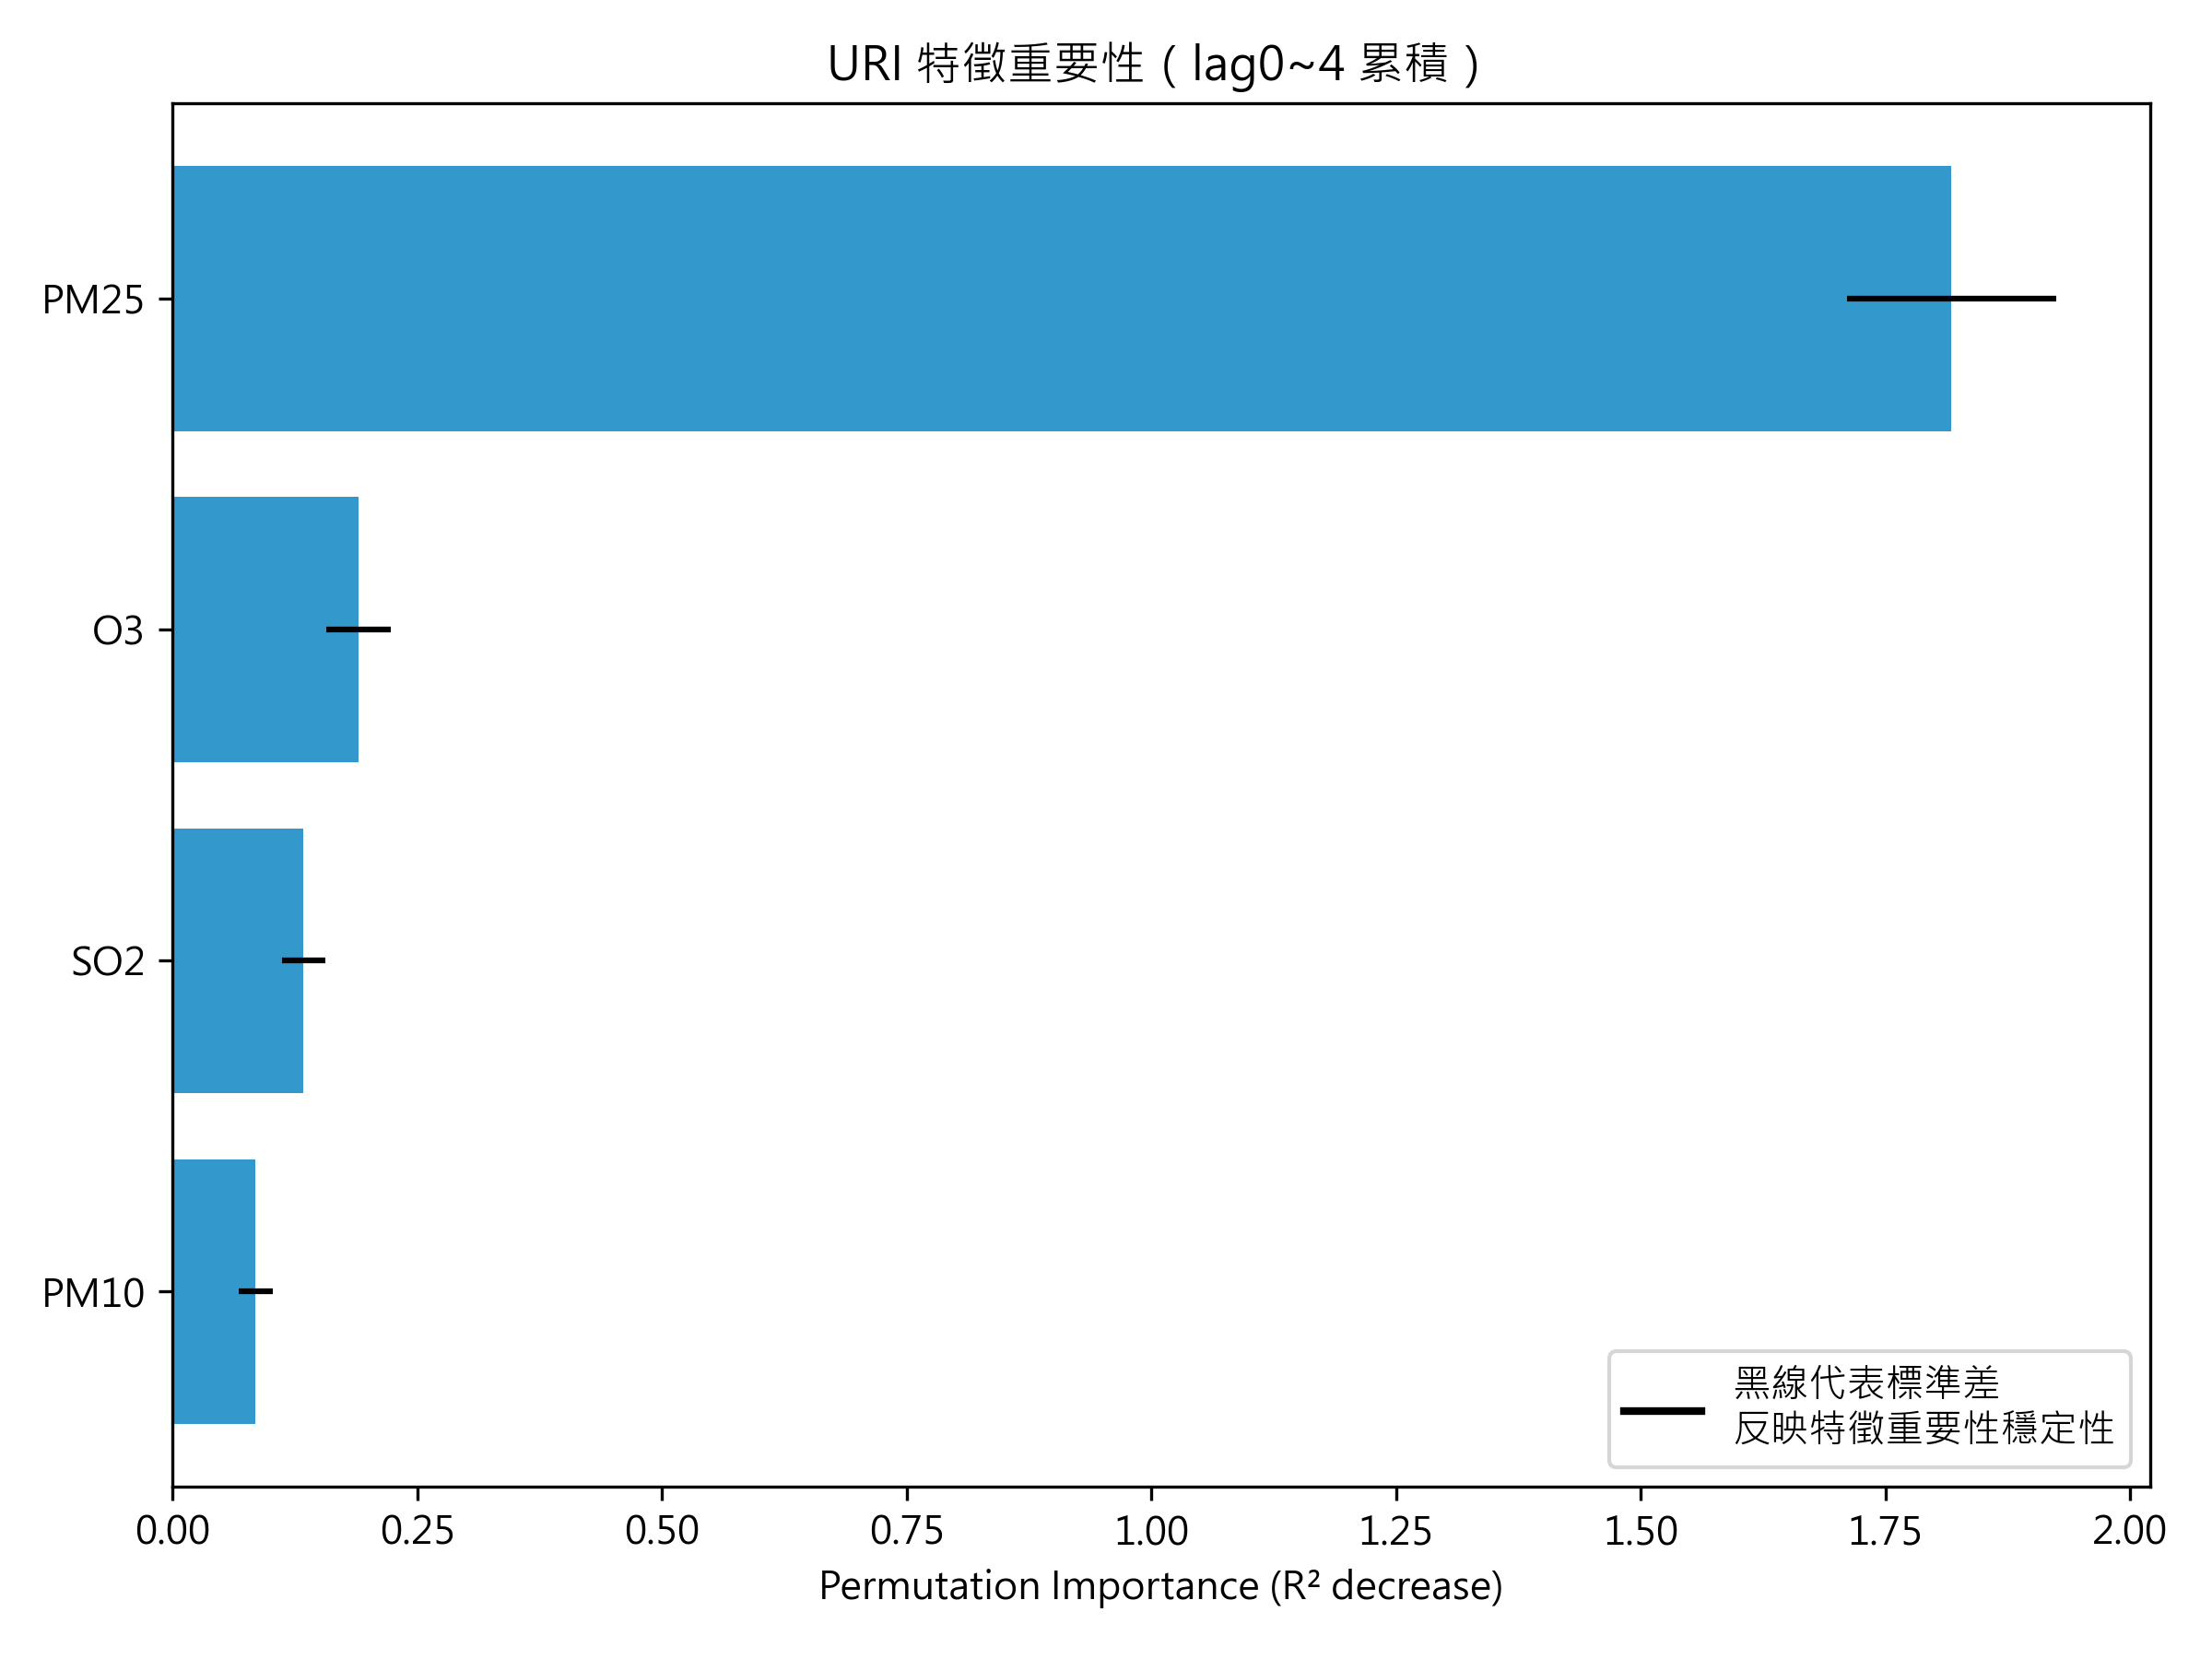 URI 特徵重要性（lag0~4 累積）
PM25
O3
SO2
PM10
黑線代表標準差
反映特徵重要性穩定性
0.00 0.25 0.50 0.75 1.00 1.25 1.50 1.75 2.00
Permutation Importance (R² decrease)